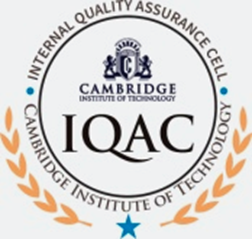 INTERNAL QUALITY ASSURANCE CELL
CAMBRIDGE
INSTITUTE OF TECHNOLOGY
IQAC
CAMBRIDGE INSTITUTE OF TECHNOLOGY